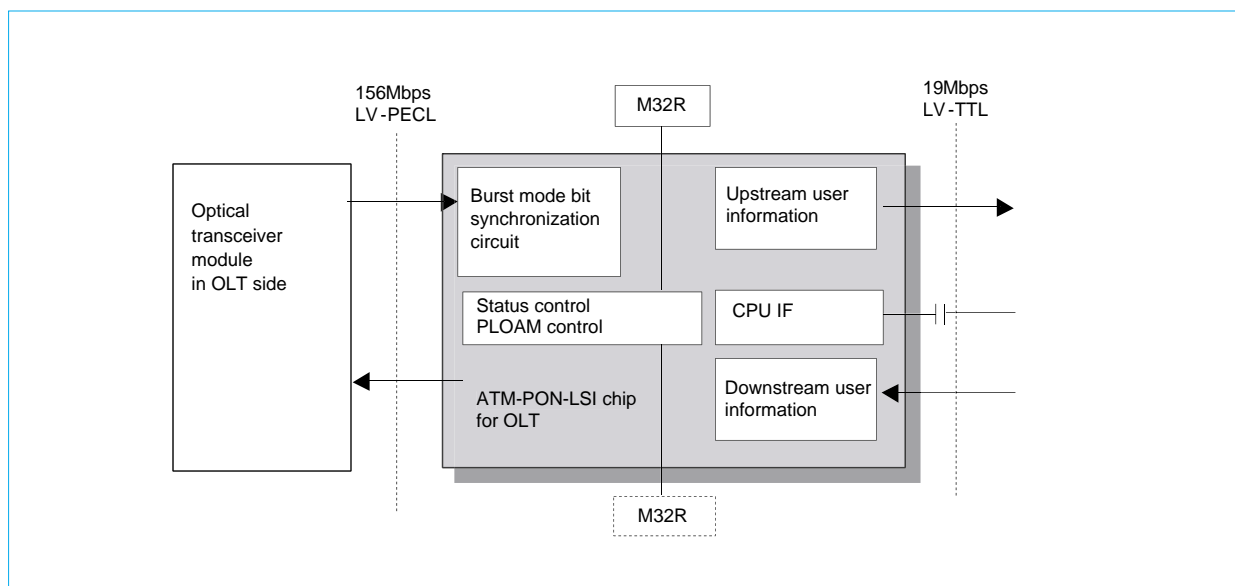 156Mbps
LV-PECL
M32R
19Mbps
LV-TTL
Optical
transceiver
module
in OLT side
Burst mode bit
synchronization
circuit
Upstream user
information
Status control
PLOAM control
CPU IF
ATM-PON-LSI chip
for OLT
Downstream user
information
M32R